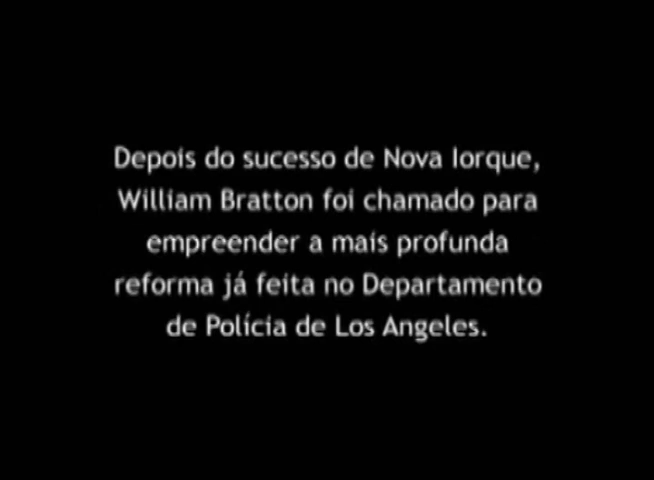 Depois do sucesso de Nova Iorque,
William Bratton foi chamado para
empreender a mais profunda
reforma já feita no Departamento
de Polícia de Los Angeles.